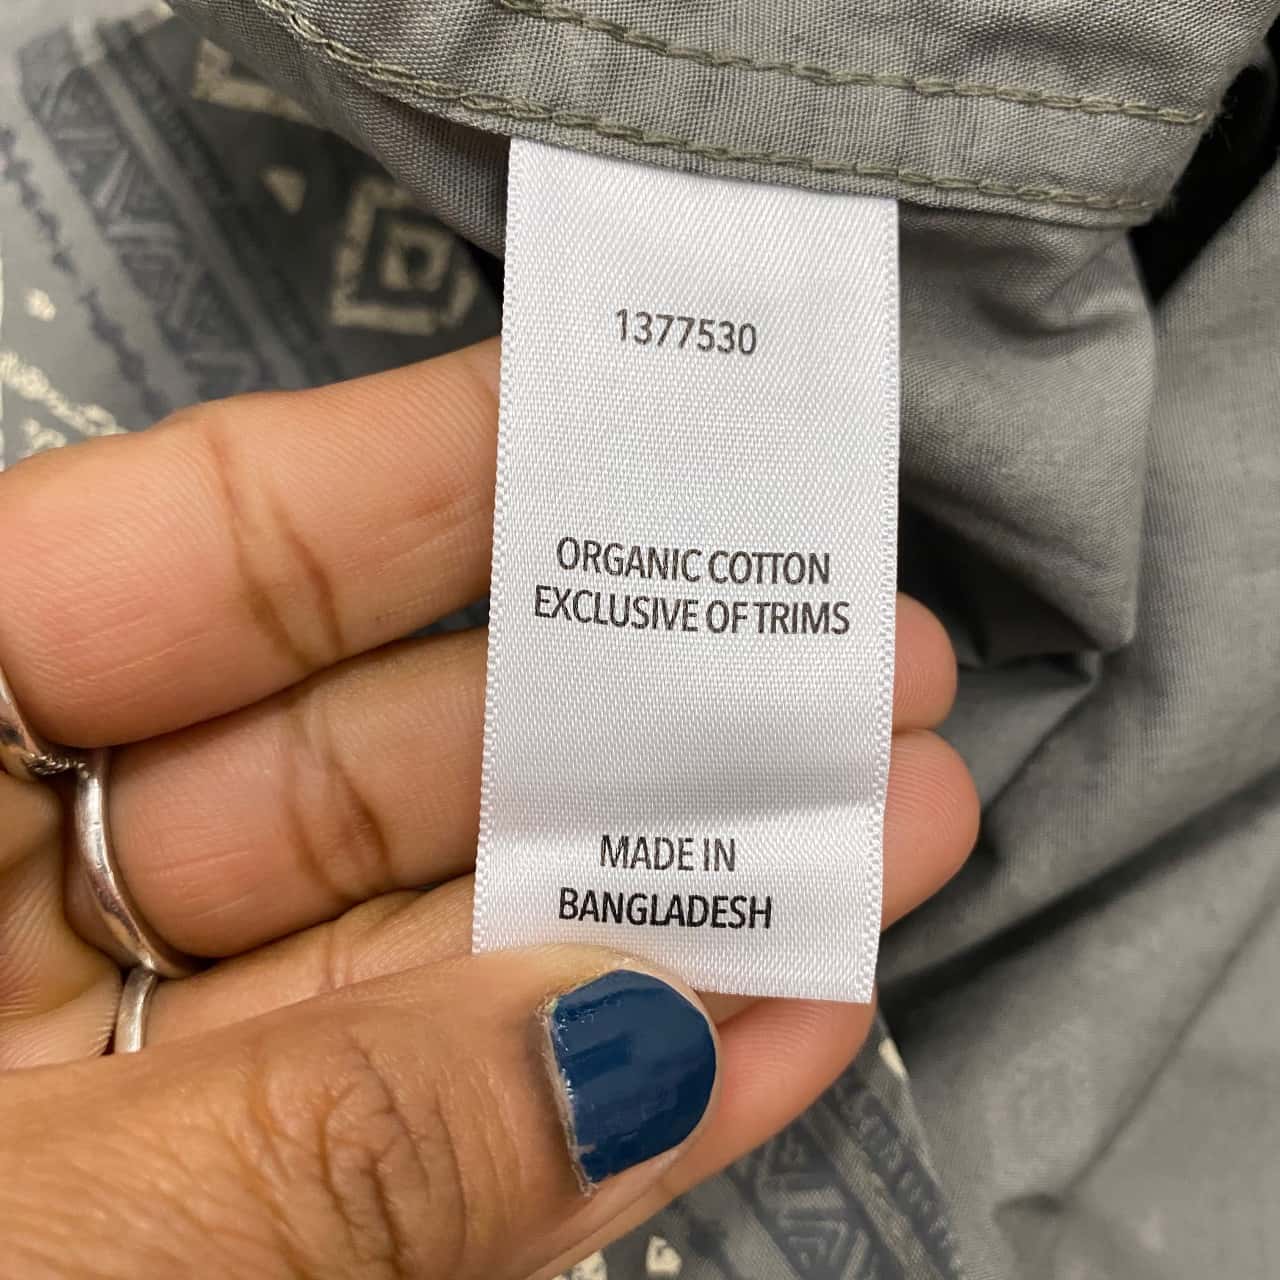 1377530
ORGANIC COTTON
EXCLUSIVE OF TRIMS
MADE IN
BANGLADESH